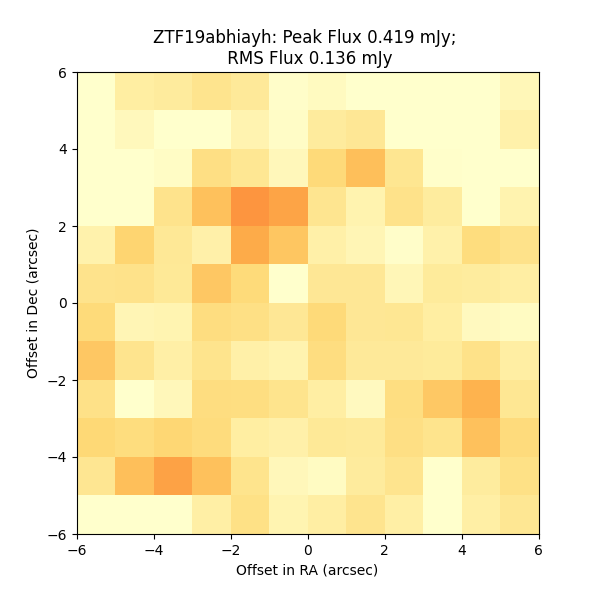 ZTF19abhiayh: Peak Flux 0.419 mJy;
RMS Flux 0.136 mJy
6
4
2
0
−2
−4
−6
Offset in Dec (arcsec)
−6 −4 −2 0 2 4 6
Offset in RA (arcsec)